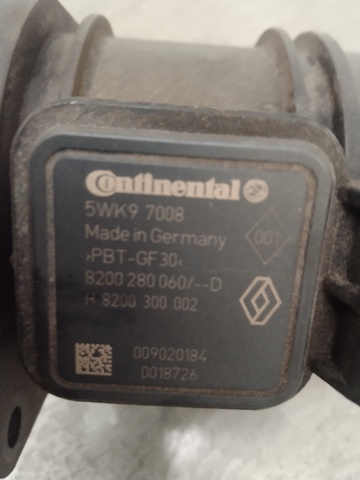 Continental
5WK9 7008
Made in Germany
001
›PBT-GF30‹
8200 280 060/--D
H 8200 300 002
009020184
0018726